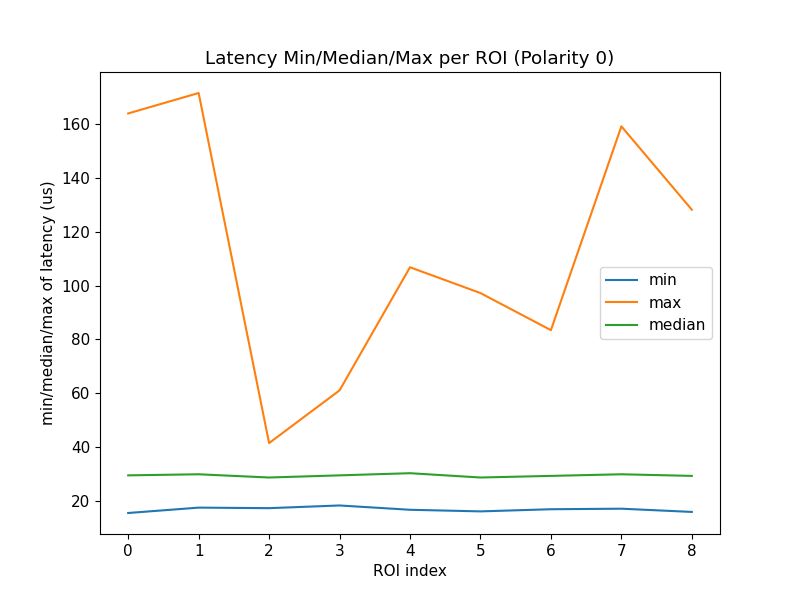 Latency Min/Median/Max per ROI (Polarity 0)
min/median/max of latency (us)
160
140
120
100
80
60
40
20
min
max
median
0 1 2 3 4 5 6 7 8
ROI index